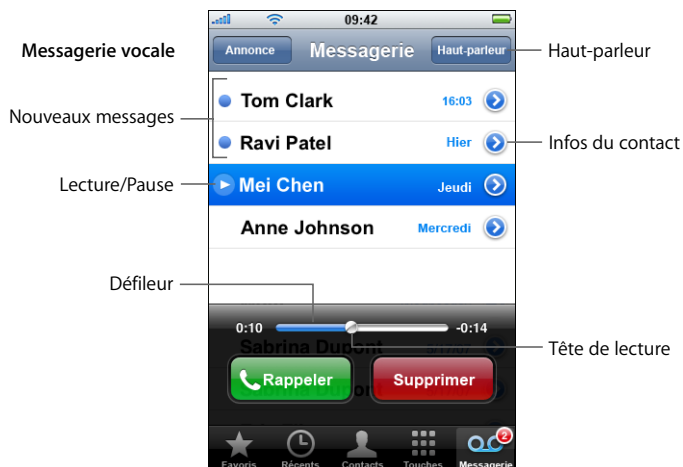 09:42
Messagerie vocale
Annonce
Messagerie
Haut-parleur
Haut-parleur
Nouveaux messages
Tom Clark
16:03
Ravi Patel
Hier
Infos du contact
Lecture/Pause
Mei Chen
Jeudi
Anne Johnson
Mercredi
Défileur
0:10
-0:14
Sabrina Dupont
Tête de lecture
Rappeler
Supprimer
2
Favoris
Récents
Contacts
Touches
Messagerie